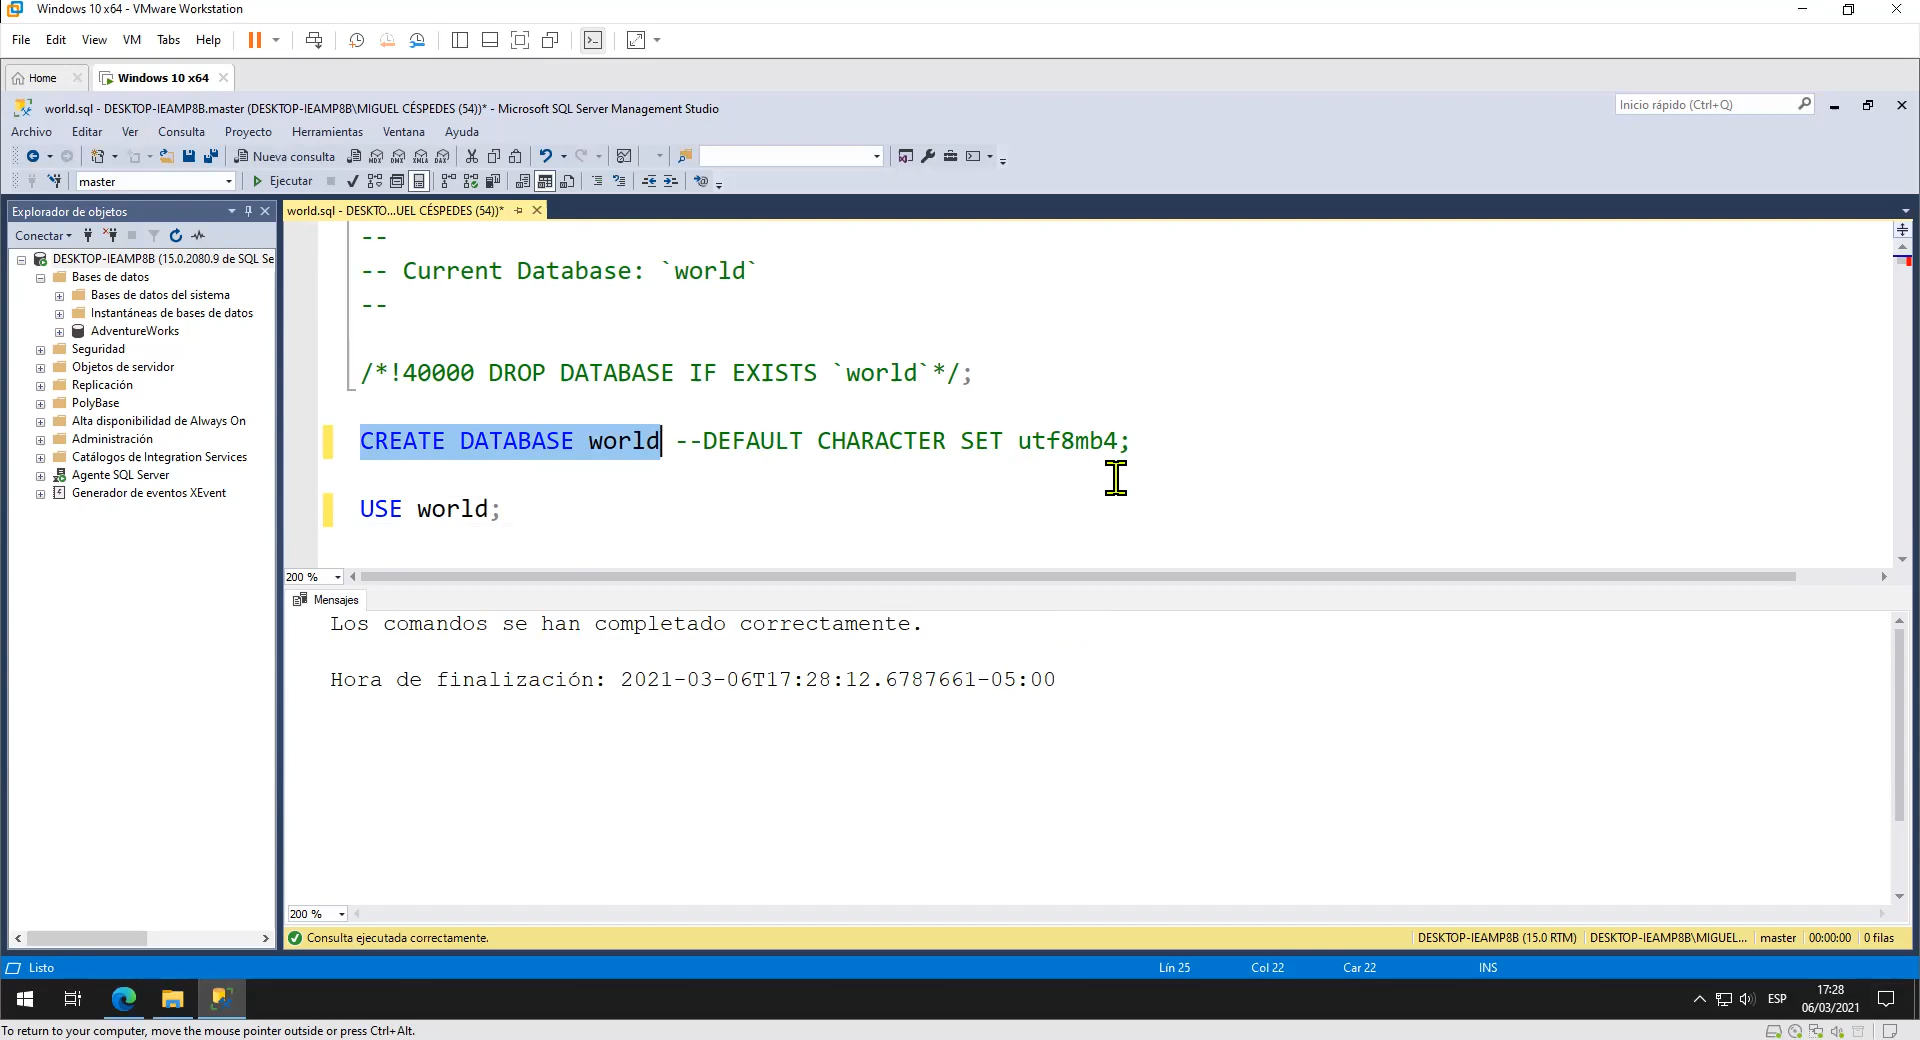 Windows 10 x64 - VMware Workstation
File Edit View VM Tabs Help
Home Windows 10 x64
world.sql - DESKTOP-IEAMP8B.master (DESKTOP-IEAMP8B\MIGUEL CÉSPEDES (54))* - Microsoft SQL Server Management Studio
Inicio rápido (Ctrl+Q)
Archivo Editar Ver Consulta Proyecto Herramientas Ventana Ayuda
Nueva consulta
master Ejecutar
Explorador de objetos
world.sql - DESKTO...UEL CÉSPEDES (54))*
Conectar
DESKTOP-IEAMP8B (15.0.2080.9 de SQL Se
Bases de datos
Bases de datos del sistema
Instantáneas de bases de datos
AdventureWorks
Seguridad
Objetos de servidor
Replicación
PolyBase
Alta disponibilidad de Always On
Administración
Catálogos de Integration Services
Agente SQL Server
Generador de eventos XEvent
--
-- Current Database: `world`
--
/*!40000 DROP DATABASE IF EXISTS `world`*/;
CREATE DATABASE world --DEFAULT CHARACTER SET utf8mb4;
USE world;
200 %
Mensajes
Los comandos se han completado correctamente.
Hora de finalización: 2021-03-06T17:28:12.6787661-05:00
200 %
Consulta ejecutada correctamente.
DESKTOP-IEAMP8B (15.0 RTM) DESKTOP-IEAMP8B\MIGUEL... master 00:00:00 0 filas
Listo
Lín 25 Col 22 Car 22 INS
ESP
17:28
06/03/2021
To return to your computer, move the mouse pointer outside or press Ctrl+Alt.